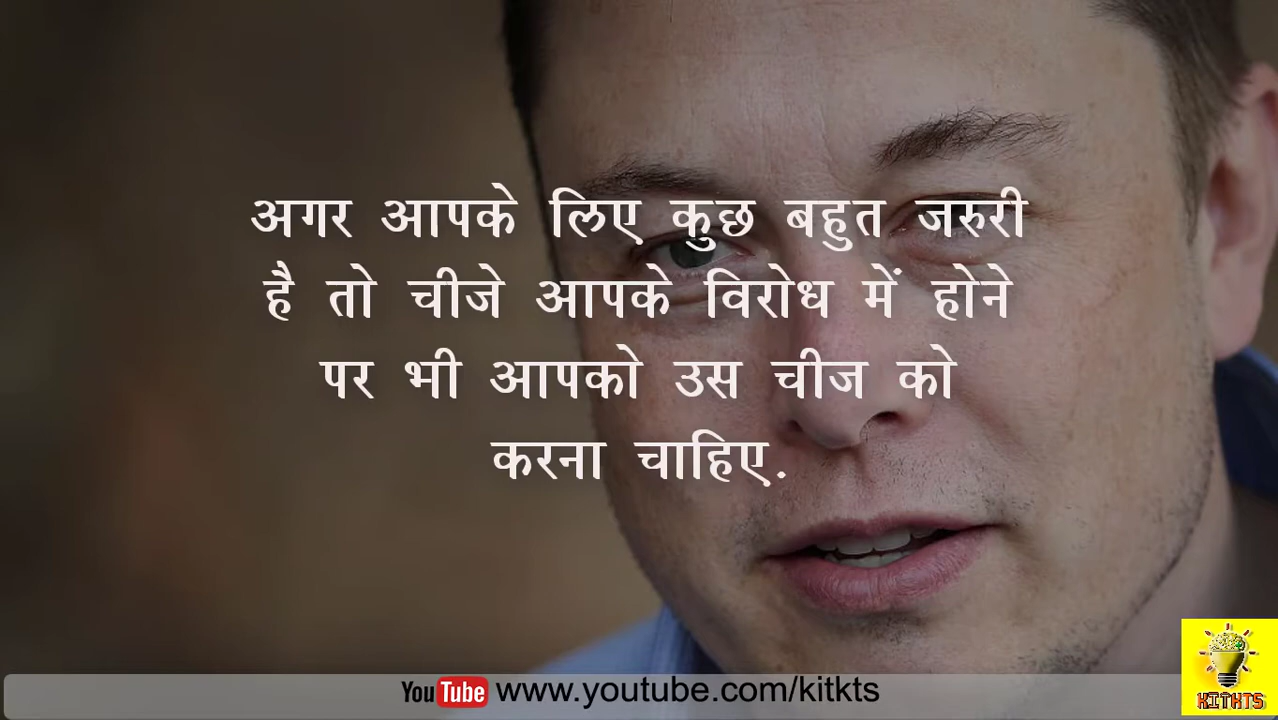 अगर आपके लिए कुछ बहुत जरुरी
है तो चीजे आपके विरोध में होने
पर भी आपको उस चीज को
करना चाहिए.
YouTube www.youtube.com/kitkts
KITKTS